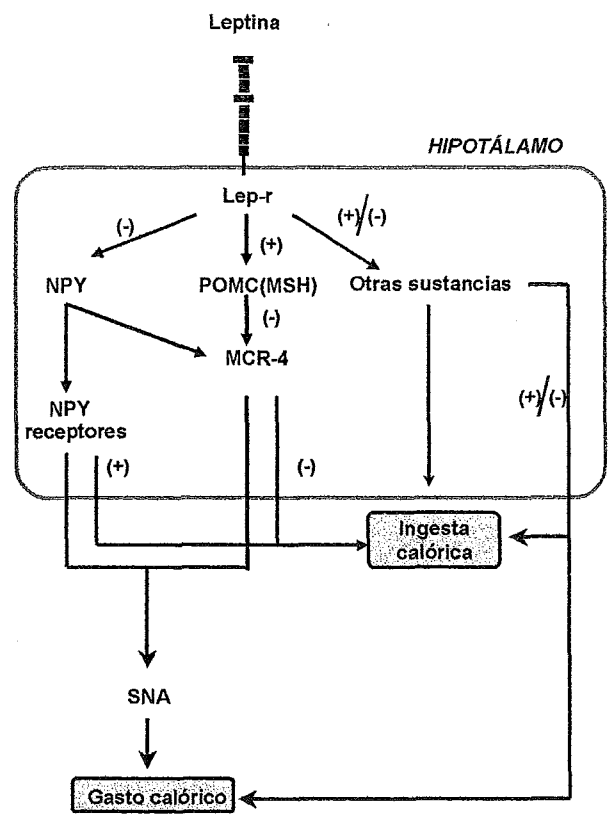 Leptina
HIPOTÁLAMO
Lep-r
(-)
(+)
(+)/(-)
NPY
POMC(MSH)
Otras sustancias
(-)
MCR-4
(+)/(-)
NPY
receptores
(+)
(-)
Ingesta
calórica
SNA
Gasto calórico